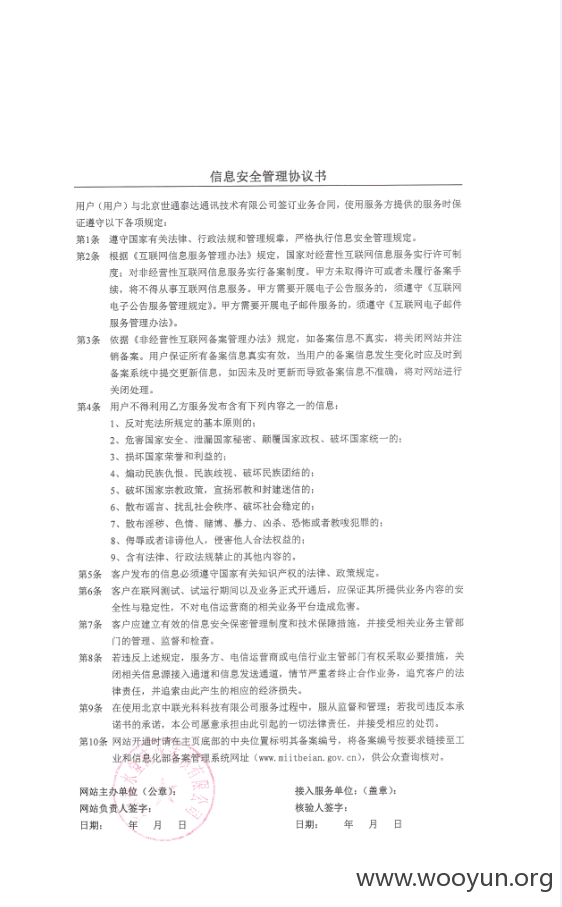 信息安全管理协议书
用户(用户)与北京世通泰达通讯技术有限公司签订业务合同，使用服务方提供的服务时保
证遵守以下各项规定:
第1条 遵守国家有关法律、行政法规和管理规章，严格执行信息安全管理规定。
第2条 根据《互联网信息服务管理办法》规定，国家对经营性互联网信息服务实行许可制
度；对非经营性互联网信息服务实行备案制度。甲方未取得许可或者未履行备案手
续，将不得从事互联网信息服务。甲方需要开展电子公告服务的，须遵守《互联网
电子公告服务管理规定》。甲方需要开展电子邮件服务的，须遵守《互联网电子邮件
服务管理办法》。
第3条 依据《非经营性互联网备案管理办法》规定，如备案信息不真实，将关闭网站并注
销备案。用户保证所有备案信息真实有效，当用户的备案信息发生变化时应及时到
备案系统中提交更新信息，如因未及时更新而导致备案信息不准确，将对网站进行
关闭处理。
第4条 用户不得利用乙方服务发布含有下列内容之一的信息:
1、反对宪法所规定的基本原则的;
2、危害国家安全、泄漏国家秘密、颠覆国家政权、破坏国家统一的;
3、损坏国家荣誉和利益的;
4、煽动民族仇恨、民族歧视、破坏民族团结的;
5、破坏国家宗教政策，宣扬邪教和封建迷信的;
6、散布谣言、扰乱社会秩序、破坏社会稳定的;
7、散布淫秽、色情、赌博、暴力、凶杀、恐怖或者教唆犯罪的;
8、侮辱或者诽谤他人，侵害他人合法权益的;
9、含有法律、行政法规禁止的其他内容的。
第5条 客户发布的信息必须遵守国家有关知识产权的法律、政策规定。
第6条 客户在联网测试、试运行期间以及业务正式开通后，应保证其所提供业务内容的安
全性与稳定性，不对电信运营商的相关业务平台造成危害。
第7条 客户应建立有效的信息安全保密管理制度和技术保障措施，并接受相关业务主管部
门的管理、监督和检查。
第8条 若违反上述规定，服务方、电信运营商或电信行业主管部门有权采取必要措施，关
闭相关信息源接入通道和信息发送通道，情节严重者终止合作业务，追究客户的法
律责任，并追索由此产生的相应的经济损失。
第9条 在使用北京中联光科科技有限公司服务过程中，服从监督和管理；若我司违反本承
诺书的承诺，本公司愿意承担由此引起的一切法律责任，并接受相应的处罚。
第10条 网站开通时请在主页底部的中央位置标明其备案编号，将备案编号按要求链接至工
业和信息化部备案管理系统网址(www.miitbeian.gov.cn)，供公众查询核对。
网站主办单位(公章):
接入服务单位:(盖章):
网站负责人签字:
核验人签字:
日期: 年 月 日
日期: 年 月 日
有限公司
www.wooyun.org